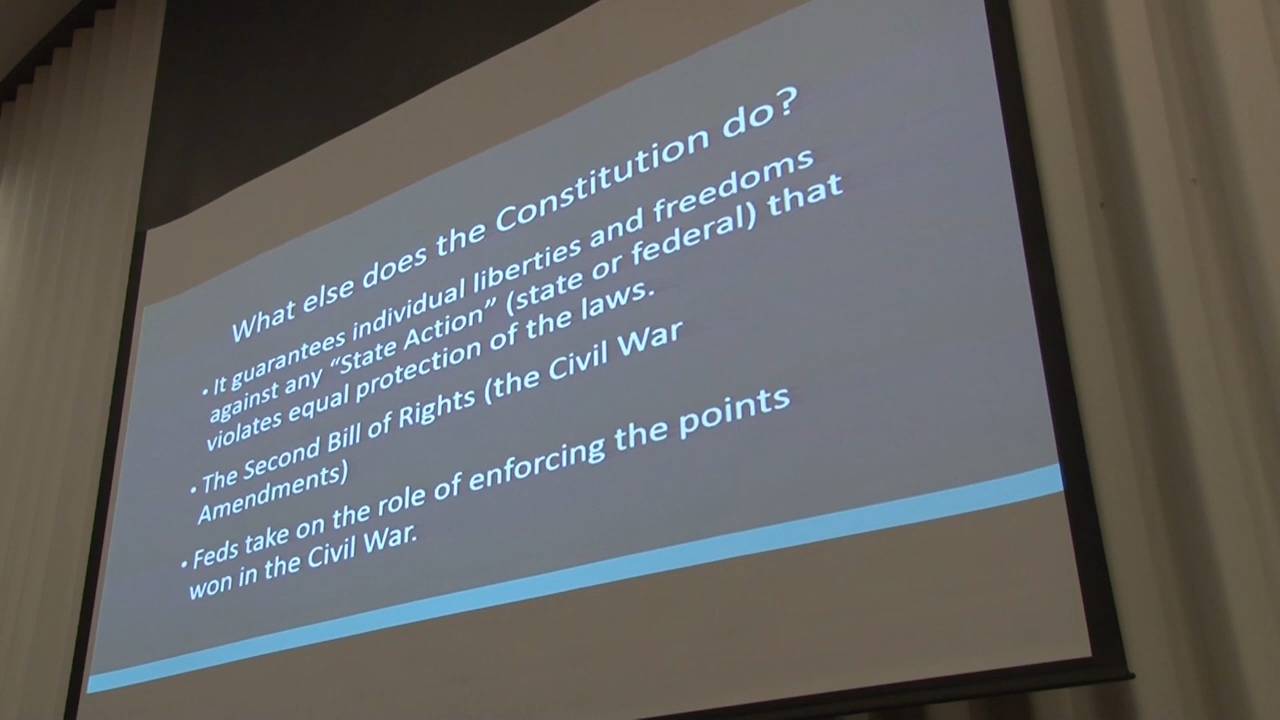 What else does the Constitution do?
• It guarantees individual liberties and freedoms
against any “State Action” (state or federal) that
violates equal protection of the laws.
• The Second Bill of Rights (the Civil War
Amendments)
• Feds take on the role of enforcing the points
won in the Civil War.